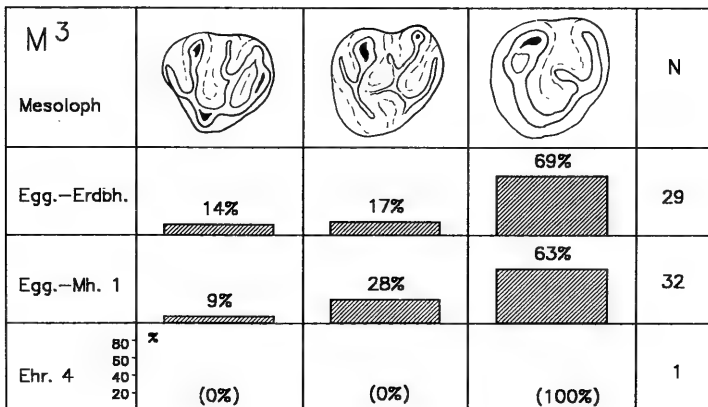 M³ N
Mesoloph
69%
Egg.-Erdbh. 14% 17% 29
63%
Egg.-Mh. 1 9% 28% 32
80 %
60
Ehr. 4 40 1
20 (0%) (0%) (100%)